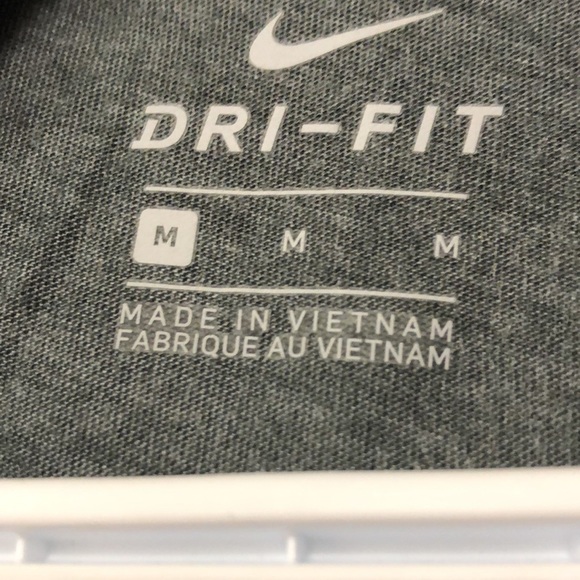 DRI-FIT
M M M
MADE IN VIETNAM
FABRIQUE AU VIETNAM